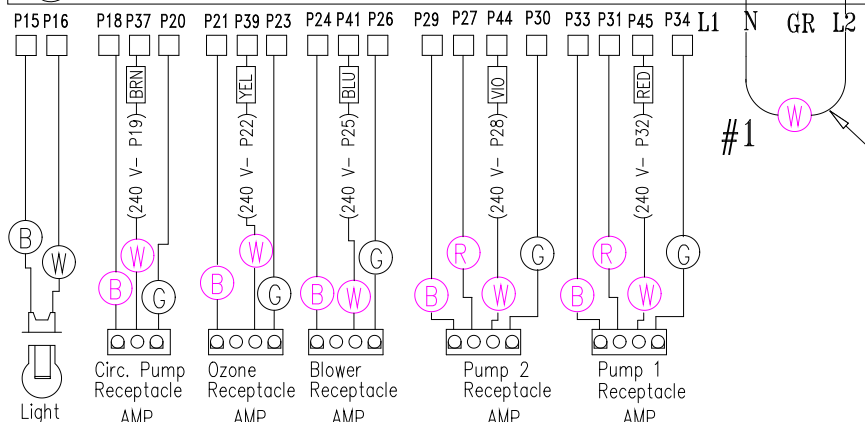 P15 P16 P18 P37 P20 P21 P39 P23 P24 P41 P26 P29 P27 P44 P30 P33 P31 P45 P34 L1 N GR L2
BRN YEL BLU VIO RED
W
#1
(240 V- P19) (240 V- P22) (240 V- P25) (240 V- P28) (240 V- P32)
B W B W G B W G B W G B R W G B R W G
Circ. Pump
Receptacle
AMP
Ozone
Receptacle
AMP
Blower
Receptacle
AMP
Pump 2
Receptacle
AMP
Pump 1
Receptacle
AMP
Light